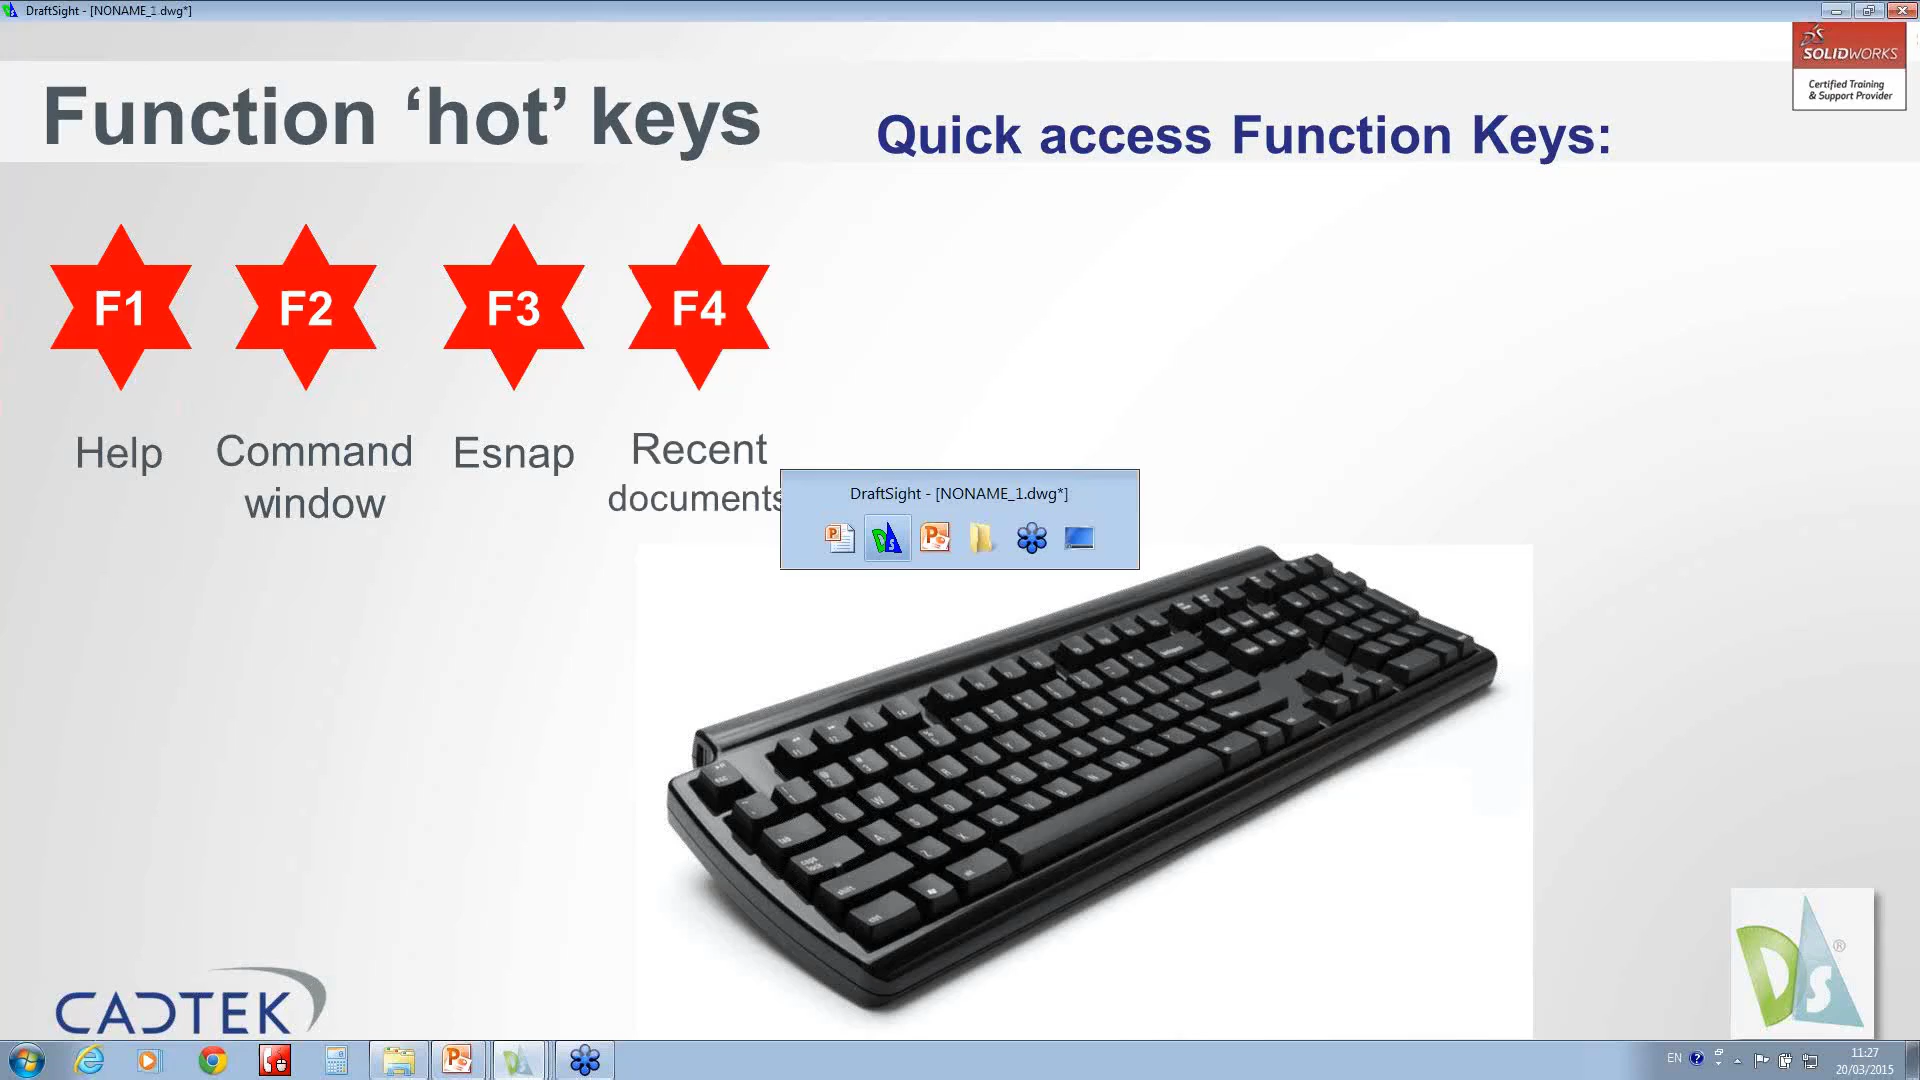 DraftSight - [NONAME_1.dwg*]
SOLIDWORKS
Certified Training
& Support Provider
Function ‘hot’ keys
Quick access Function Keys:
F1
F2
F3
F4
Help
Command
window
Esnap
Recent
documents
DraftSight - [NONAME_1.dwg*]
CADTEK
DS®
EN
11:27
20/03/2015